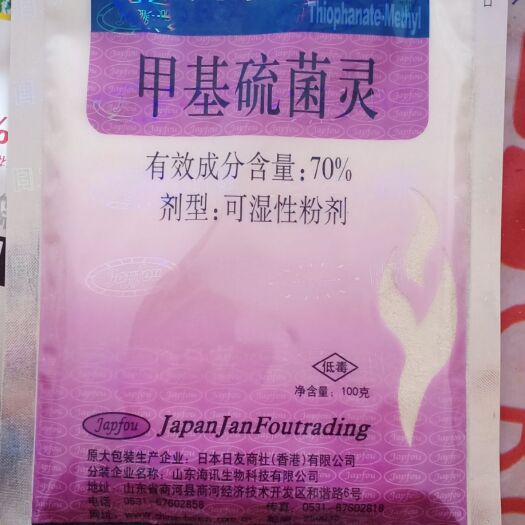 Thiophanate-Methyl
甲基硫菌灵
有效成分含量:70%
剂型:可湿性粉剂
低毒
净含量: 100克
Japfou JapanJanFoutrading
原大包装生产企业: 日本日友商社(香港)有限公司
分装企业名称: 山东海讯生物科技有限公司
地址: 山东省商河县商河经济技术开发区和谐路6号
电话: 0531-67602858 传真: 0531-67602818